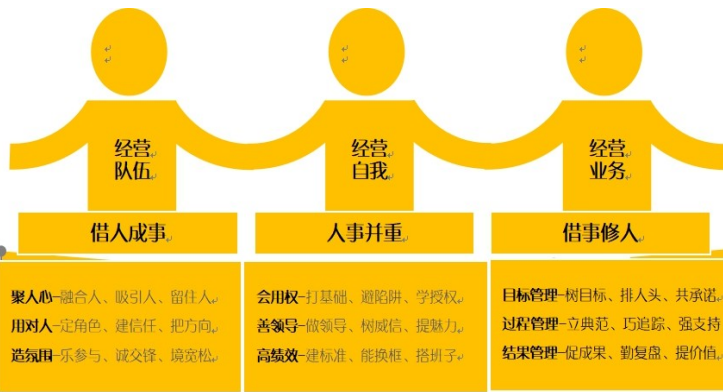 经营
队伍
经营
自我
经营
业务
借人成事
人事并重
借事修人
聚人心–融合人、吸引人、留住人
用对人–定角色、建信任、把方向
造氛围–乐参与、诚交锋、境宽松
会用权–打基础、避陷阱、学授权
善领导–做领导、树威信、提魅力
高绩效–建标准、能换框、搭班子
目标管理–树目标、排人头、共承诺
过程管理–立典范、巧追踪、强支持
结果管理–促成果、勤复盘、提价值